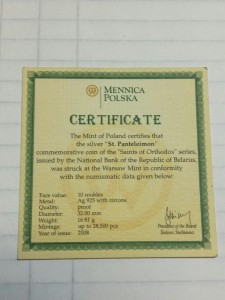 MENNICA
POLSKA
CERTIFICATE
The Mint of Poland certifies that
the silver "St. Panteleimon"
commemorative coin of the "Saints of Orthodox" series,
issued by the National Bank of the Republic of Belarus,
was struck at the Warsaw Mint in conformity
with the numismatic data given below:
Face value: 10 roubles
Metal: Ag 925 with zircons
Quality: proof
Diameter: 32.00 mm
Weight: 16.81 g
Mintage: up to 28,500 pcs
Year of issue: 2008
President of the Board
Tadeusz Steckiewicz